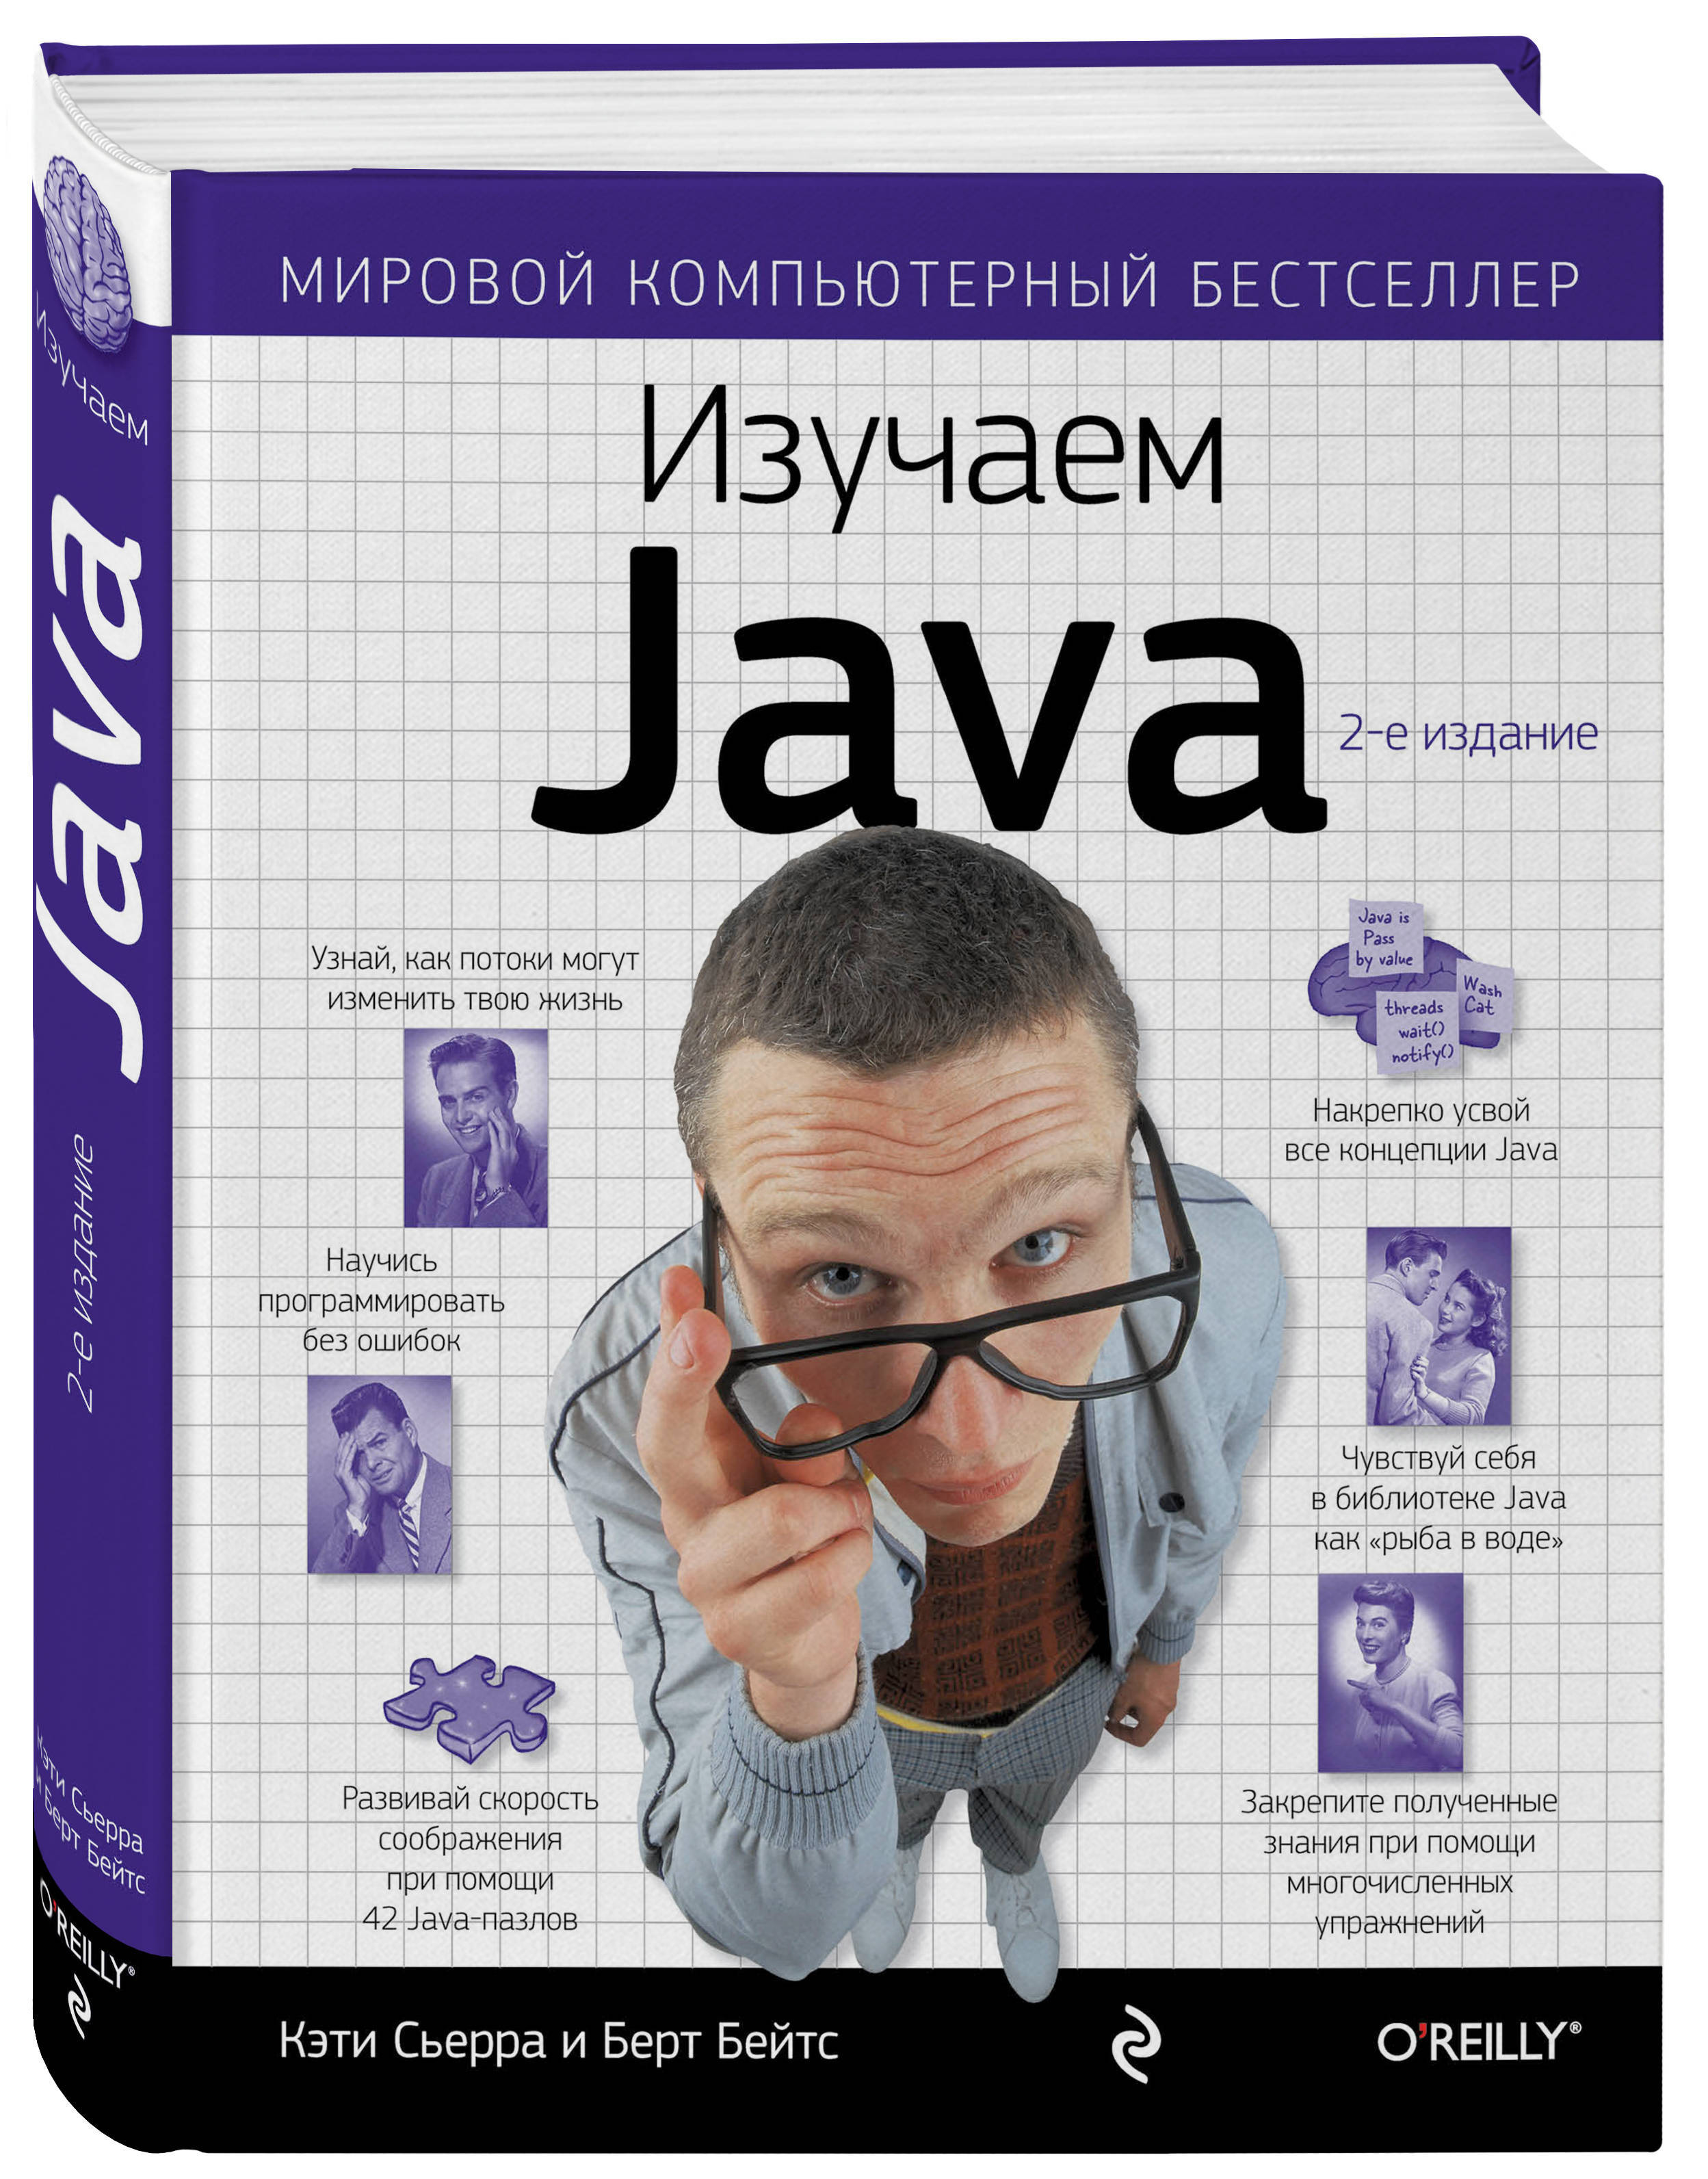 МИРОВОЙ КОМПЬЮТЕРНЫЙ БЕСТСЕЛЛЕР
Изучаем
Java
2-е издание
Узнай, как потоки могут
изменить твою жизнь
Научись
программировать
без ошибок
Развивай скорость
соображения
при помощи
42 Java-пазлов
Java is
Pass
by value
Wash
Cat
threads
wait()
notify()
Накрепко усвой
все концепции Java
Чувствуй себя
в библиотеке Java
как «рыба в воде»
Закрепите полученные
знания при помощи
многочисленных
упражнений
Кэти Сьерра и Берт Бейтс
O'REILLY®
Изучаем
Java
2-е издание
Кэти Сьерра
и Берт Бейтс
O'REILLY®